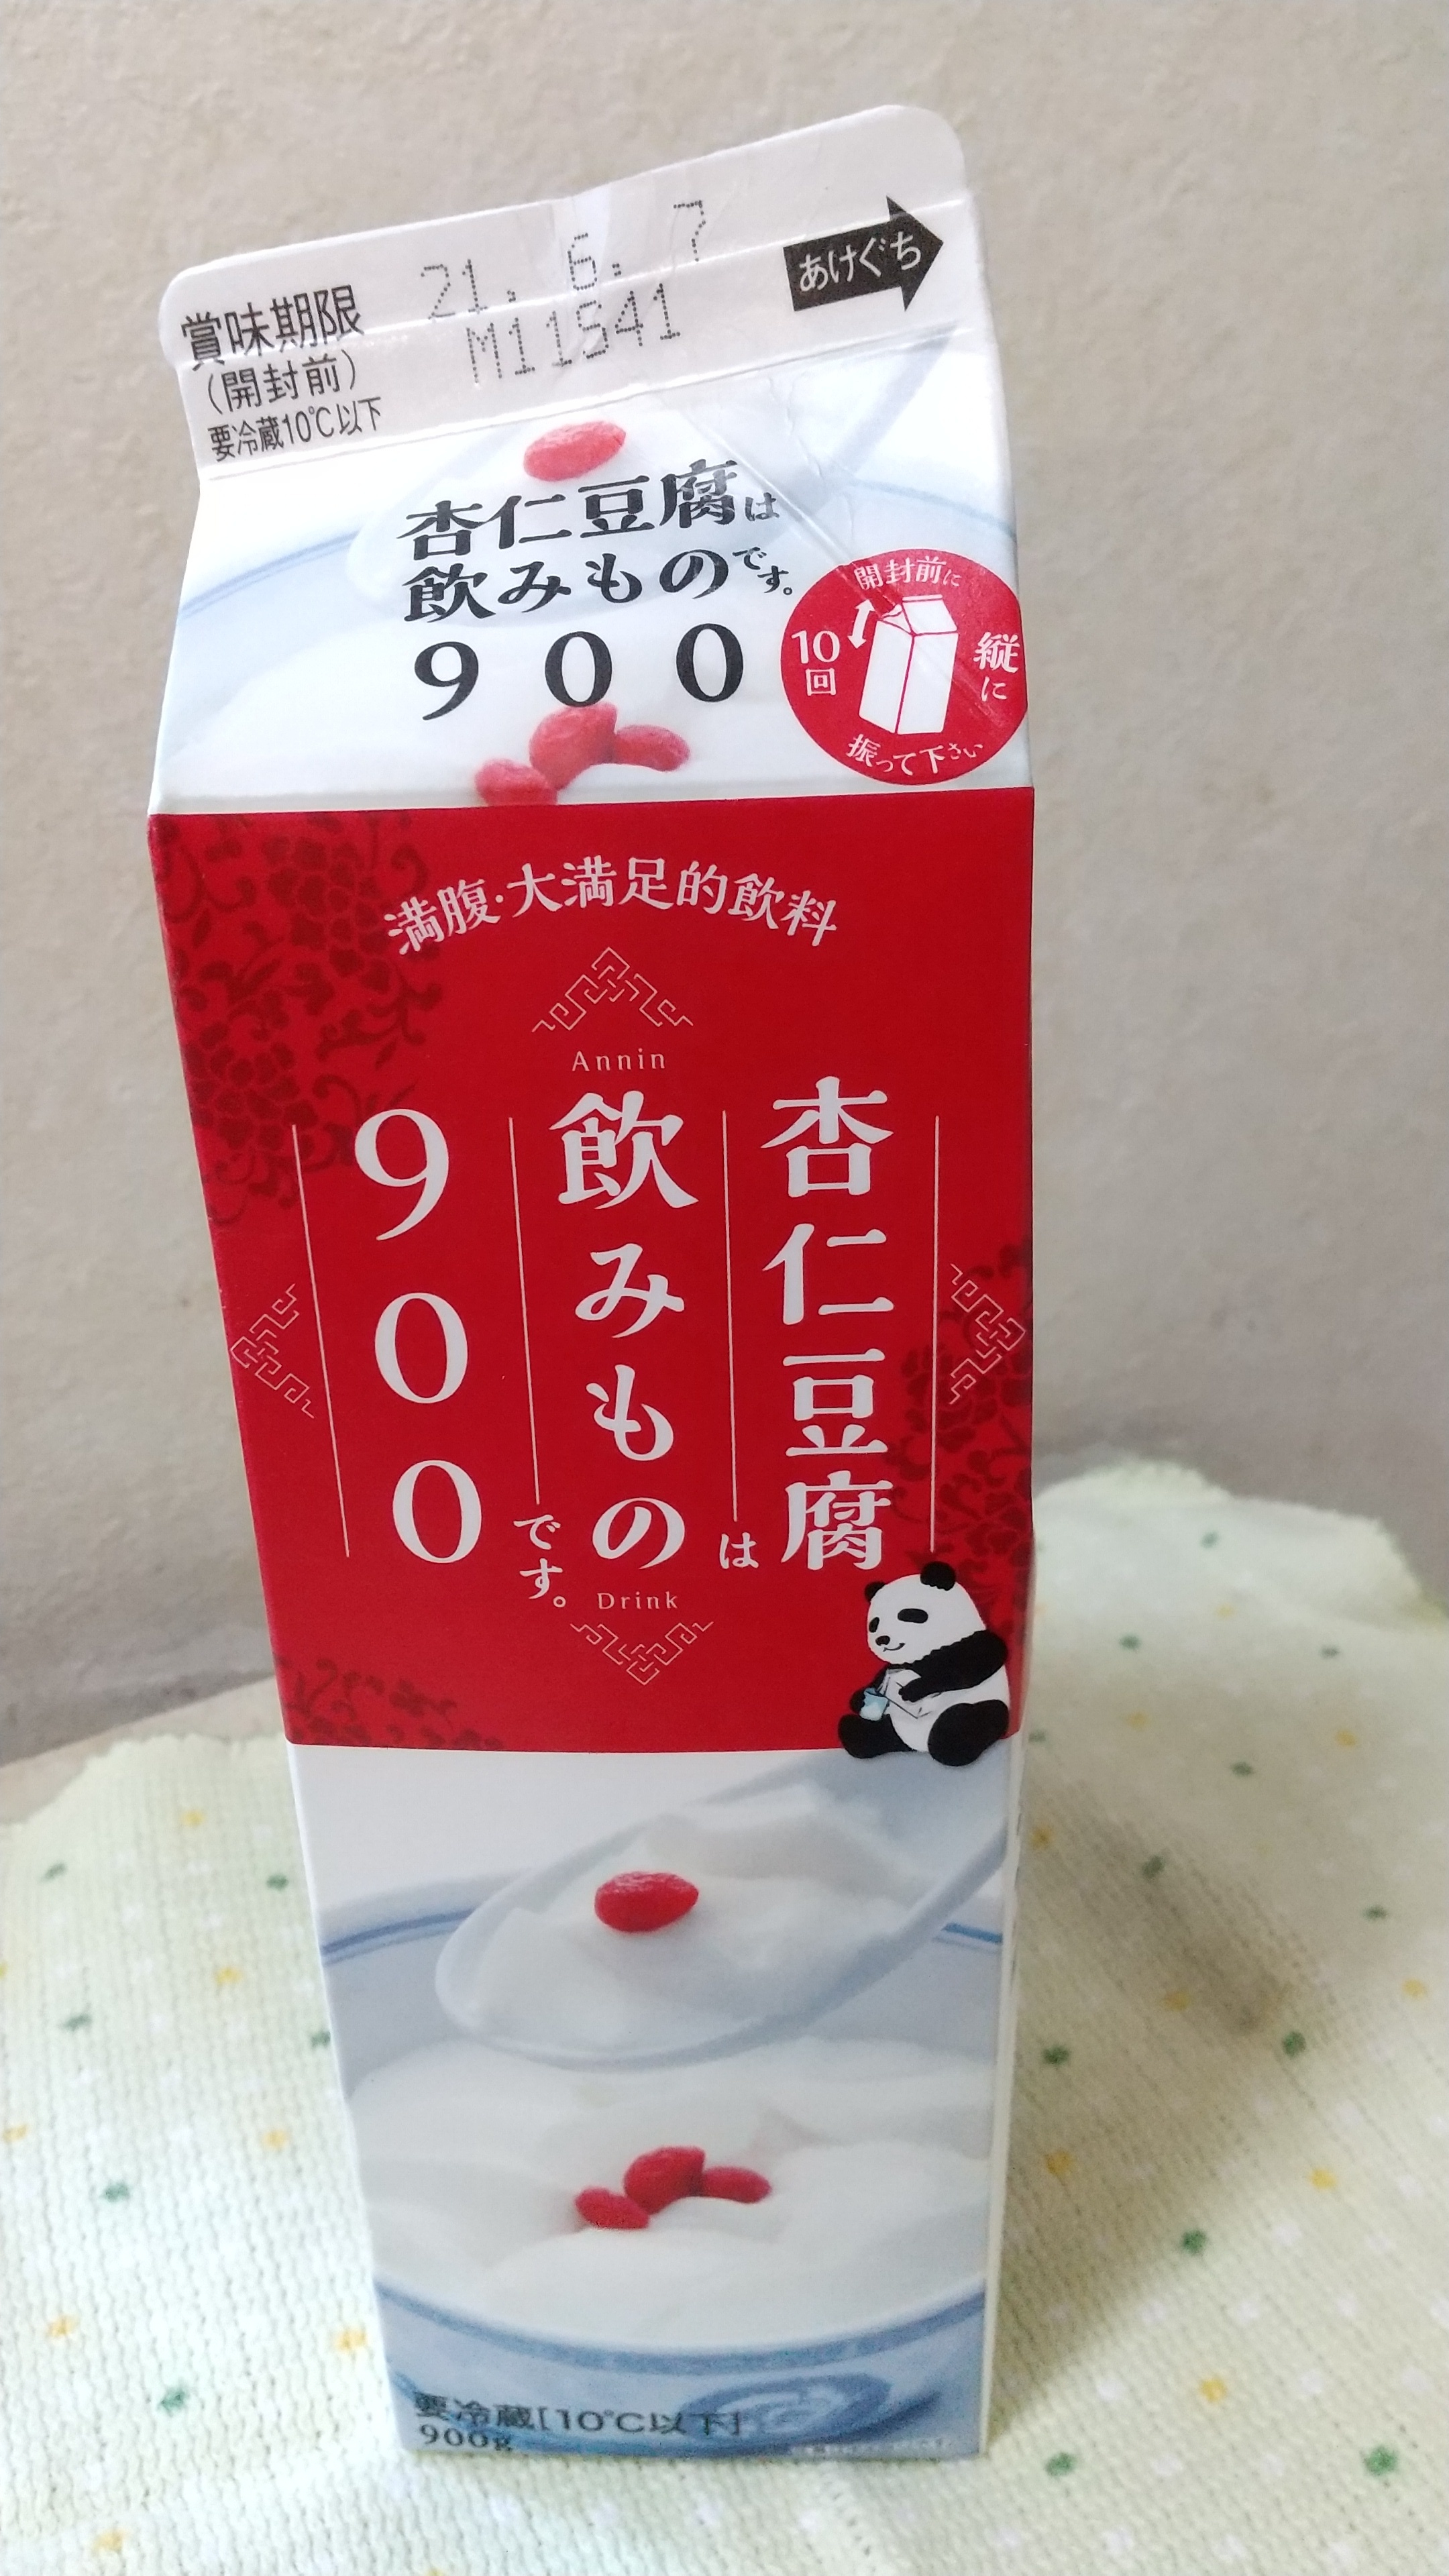 賞味期限
(開封前)
要冷蔵10℃以下
21. 6. 7
M11S41
あけぐち
杏仁豆腐は
飲みものです。
900
開封前に
10回
縦に
振って下さい
満腹・大満足的飲料
Annin
杏仁豆腐は
飲みものです。
900
Drink
要冷蔵[10℃以下]
900g